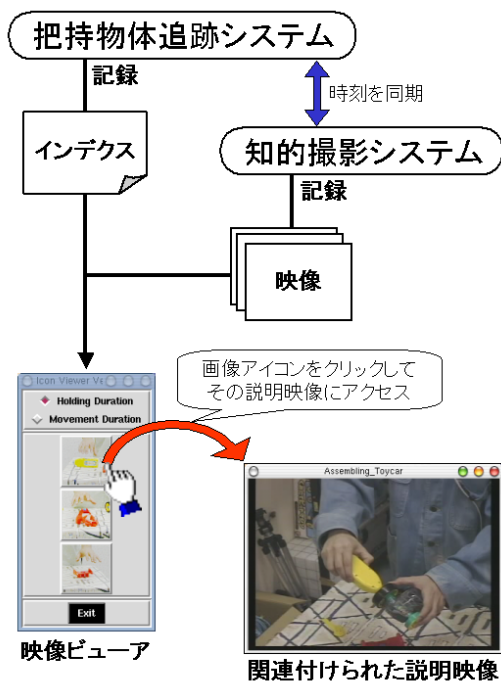 把持物体追跡システム
記録
時刻を同期
インデクス
知的撮影システム
記録
映像
画像アイコンをクリックして
その説明映像にアクセス
Icon Viewer
Holding Duration
Movement Duration
Exit
映像ビューア
Assembling_Toycar
関連付けられた説明映像